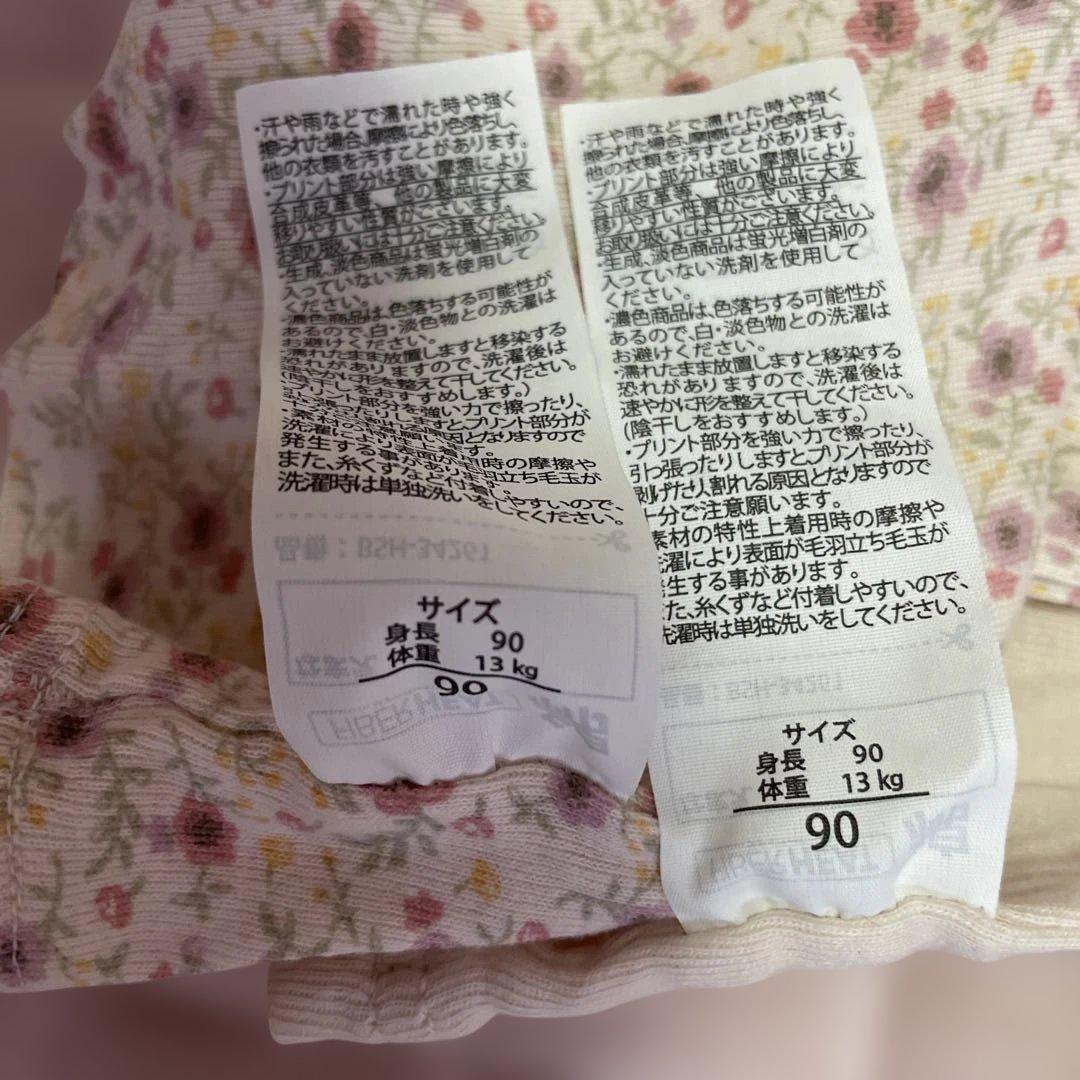 ・汗や雨などで濡れた時や強く
擦られた場合、摩擦により色落ちし、
他の衣類を汚すことがあります。
・プリント部分は強い摩擦により
合成皮革等、他の製品に大変
移りやすい性質がございます。
お取り扱いには十分ご注意ください。
・生成、淡色商品は蛍光増白剤の
入っていない洗剤を使用して
ください。
・濃色商品は、色落ちする可能性が
あるので、白・淡色物との洗濯は
お避けください。
・濡れたまま放置しますと移染する
恐れがありますので、洗濯後は
速やかに形を整えて干してください。
(陰干しをおすすめします。)
・プリント部分を強い力で擦ったり、
発生する事があります。
また、糸くずなど付着しやすいので、
洗濯時は単独洗いをしてください。
品番：BSH-34261
サイズ
身長 90
体重 13kg
90
FIBER HEAT
・汗や雨などで濡れた時や強く
擦られた場合、摩擦により色落ちし、
他の衣類を汚すことがあります。
・プリント部分は強い摩擦により
合成皮革等、他の製品に大変
移りやすい性質がございます。
お取り扱いには十分ご注意ください。
・生成、淡色商品は蛍光増白剤の
入っていない洗剤を使用して
ください。
・濃色商品は、色落ちする可能性が
あるので、白・淡色物との洗濯は
お避けください。
・濡れたまま放置しますと移染する
恐れがありますので、洗濯後は
速やかに形を整えて干してください。
(陰干しをおすすめします。)
・プリント部分を強い力で擦ったり、
引っ張ったりしますとプリント部分が
剥げたり、割れる原因となりますので
十分ご注意願います。
素材の特性上着用時の摩擦や
洗濯により表面が毛羽立ち毛玉が
発生する事があります。
た、糸くずなど付着しやすいので、
洗濯時は単独洗いをしてください。
品番：BSH-34261
サイズ
身長 90
体重 13kg
90
FIBER HEAT